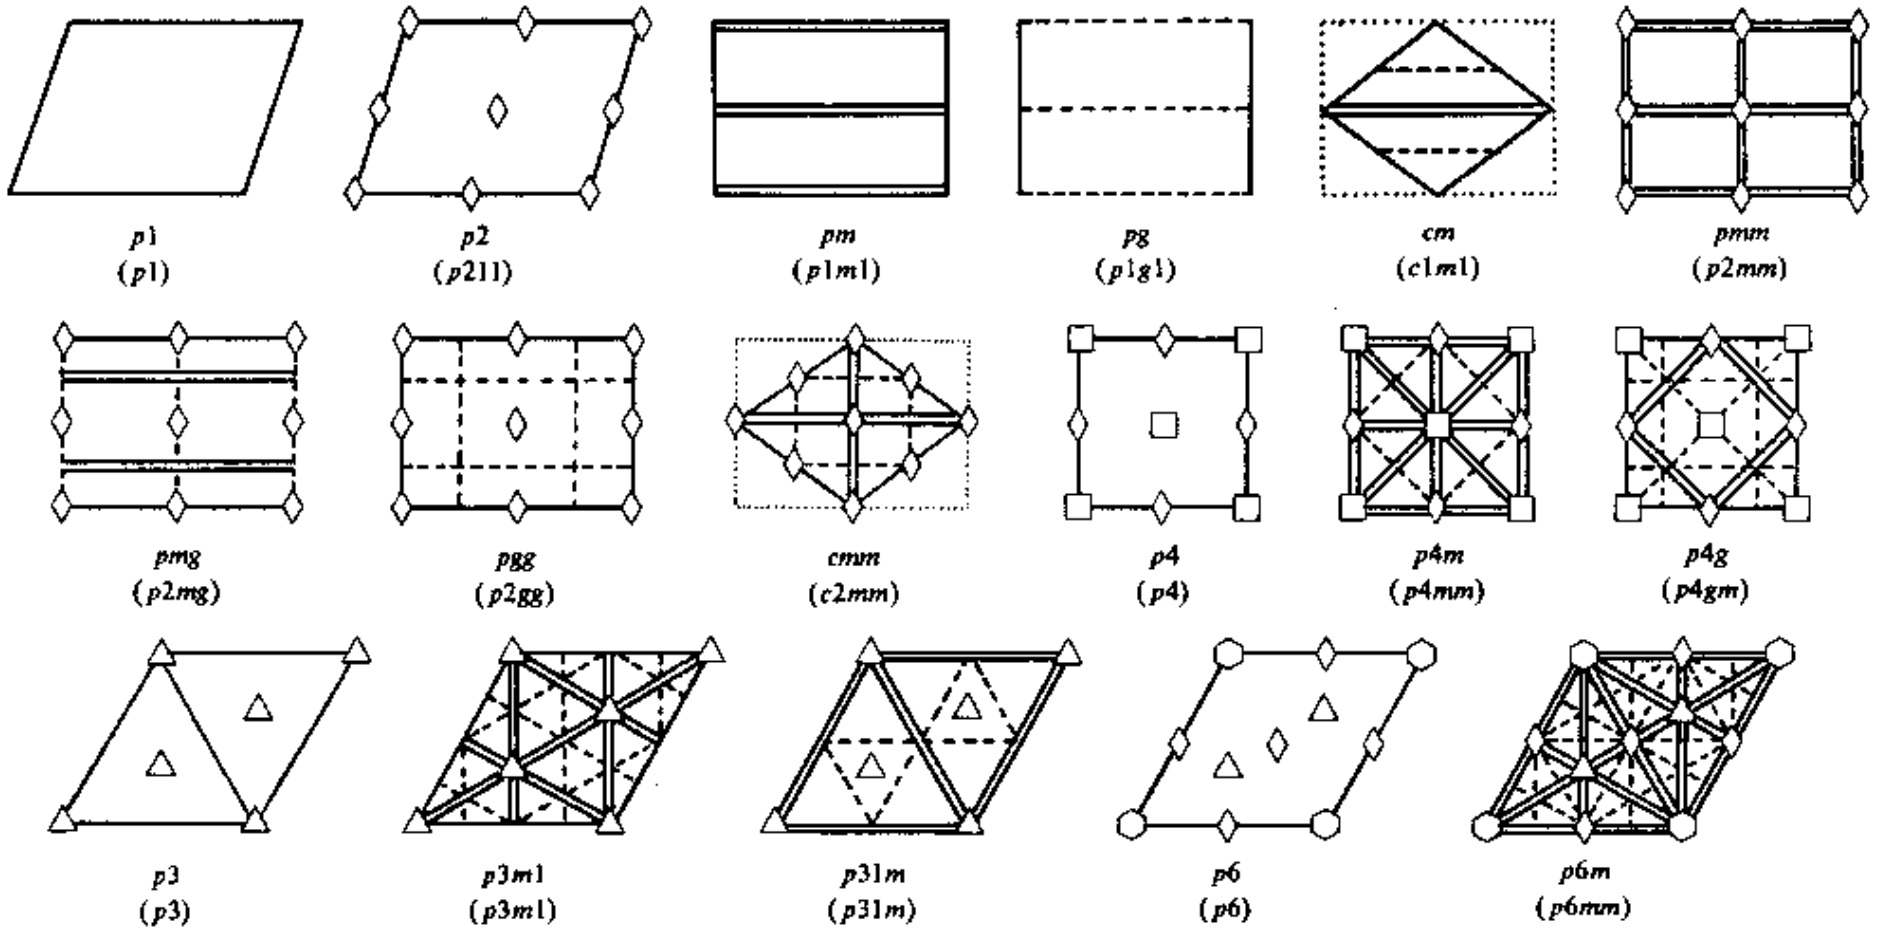 p1
(p1)
p2
(p211)
pm
(p1m1)
pg
(p1g1)
cm
(c1m1)
pmm
(p2mm)
pmg
(p2mg)
pgg
(p2gg)
cmm
(c2mm)
p4
(p4)
p4m
(p4mm)
p4g
(p4gm)
p3
(p3)
p3m1
(p3m1)
p31m
(p31m)
p6
(p6)
p6m
(p6mm)